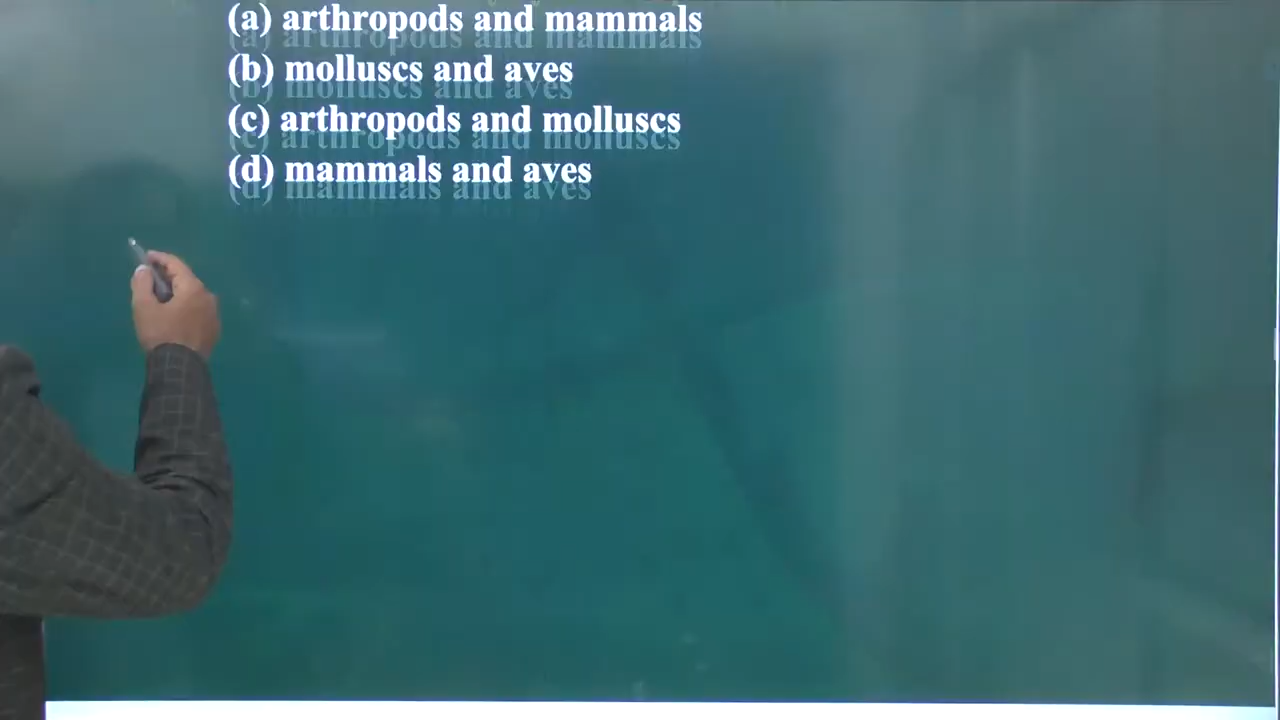 (a) arthropods and mammals
(b) molluscs and aves
(c) arthropods and molluscs
(d) mammals and aves